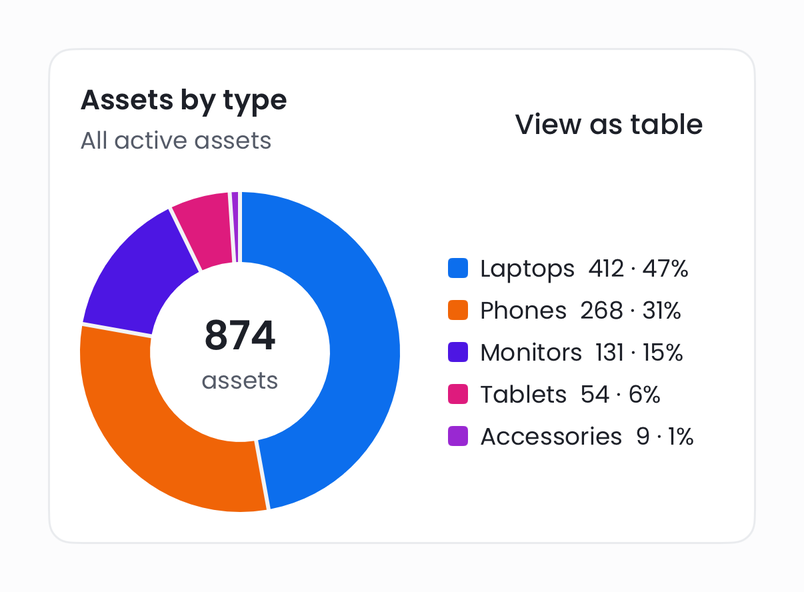 Assets by type
All active assets
View as table
874
assets
Laptops 412 · 47%
Phones 268 · 31%
Monitors 131 · 15%
Tablets 54 · 6%
Accessories 9 · 1%